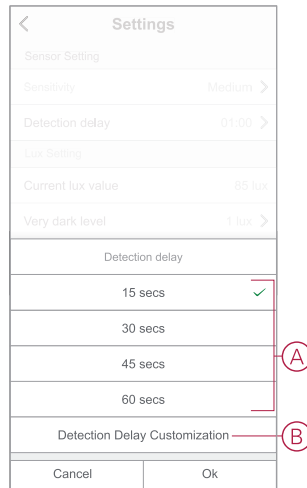 Settings
Sensor Setting
Sensitivity Medium
Detection delay 01:00
Lux Setting
Current lux value 85 lux
Very dark level 1 lux
Detection delay
15 secs
30 secs
45 secs
60 secs
A
Detection Delay Customization
B
Cancel Ok